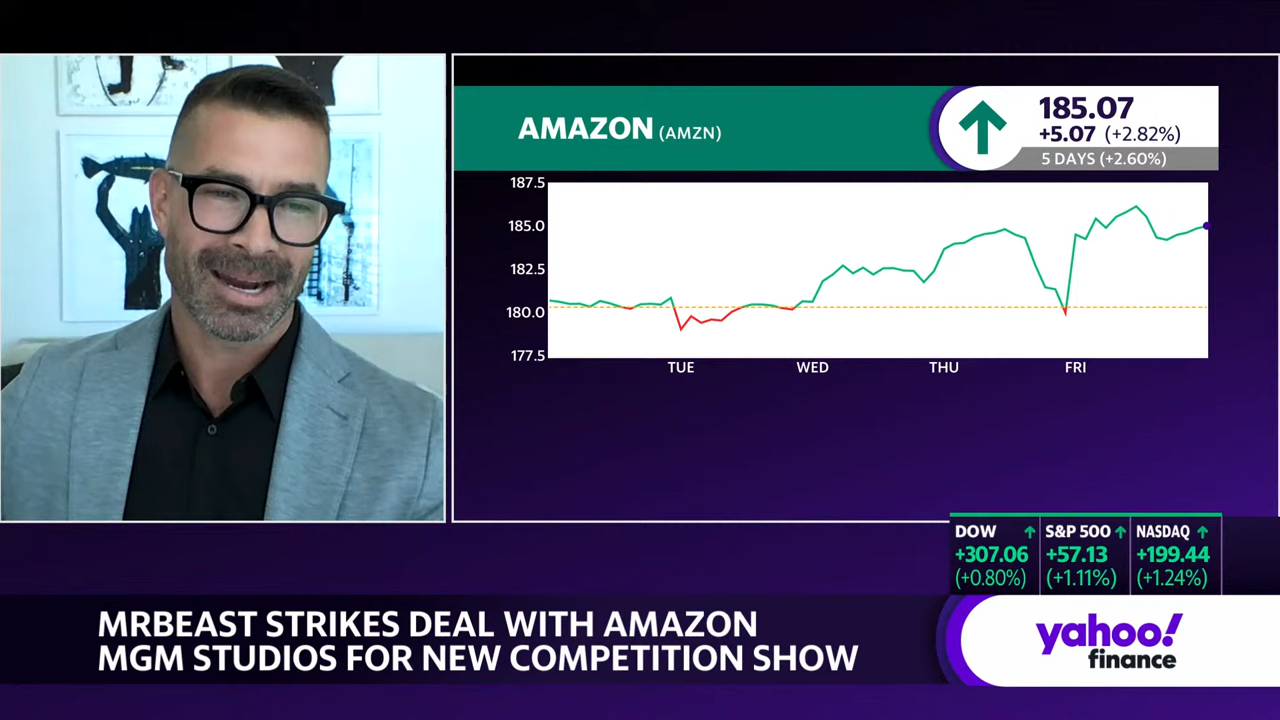 AMAZON (AMZN)
185.07
+5.07 (+2.82%)
5 DAYS (+2.60%)
187.5
185.0
182.5
180.0
177.5
TUE WED THU FRI
DOW S&P 500 NASDAQ
+307.06 +57.13 +199.44
(+0.80%) (+1.11%) (+1.24%)
MRBEAST STRIKES DEAL WITH AMAZON
MGM STUDIOS FOR NEW COMPETITION SHOW
yahoo!
finance